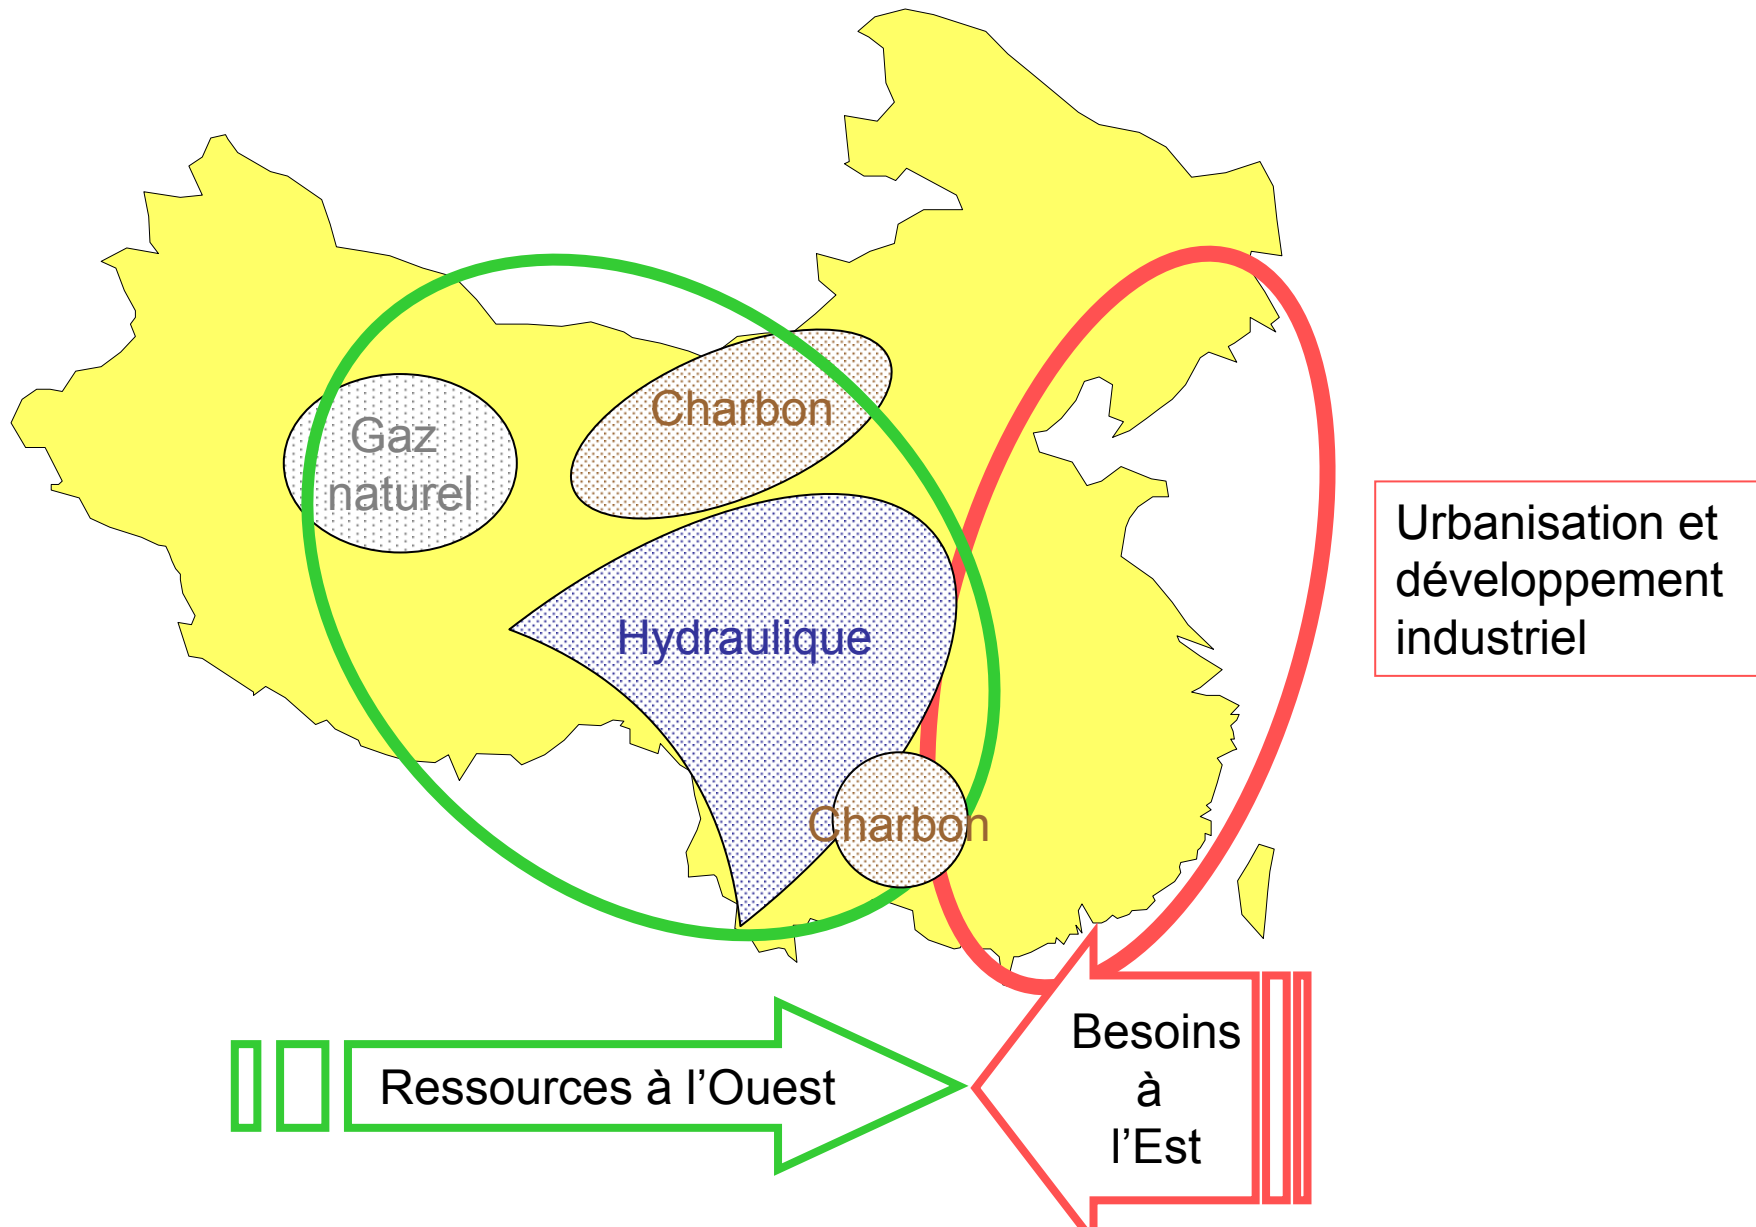 Charbon
Gaz
naturel
Urbanisation et
développement
industriel
Hydraulique
Charbon
Besoins
à
l’Est
Ressources à l’Ouest